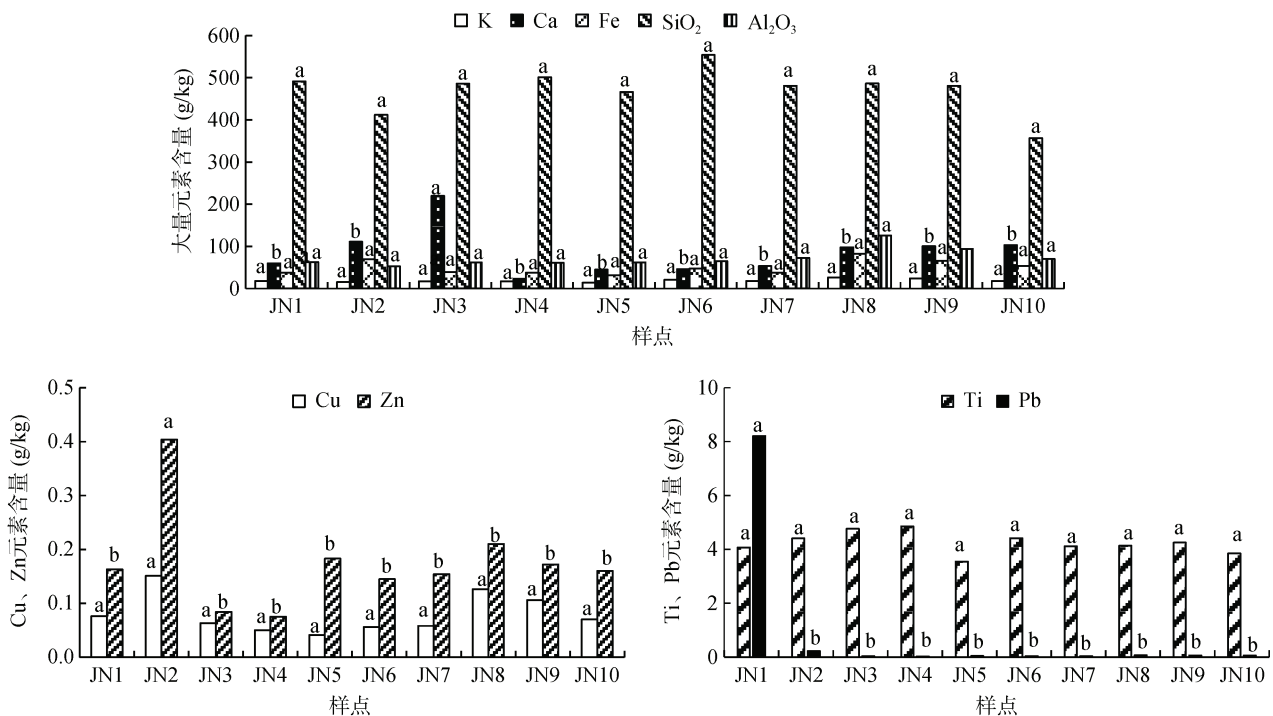 K Ca Fe SiO₂ Al₂O₃
大量元素含量 (g/kg)
600
500
400
300
200
100
0
a b a a a
a b a a a
a a a a a
a b a a a
a b a a a
a b a a a
a b a a a
a b a a a
a b a a
a b a a a
JN1 JN2 JN3 JN4 JN5 JN6 JN7 JN8 JN9 JN10
样点
Cu Zn
Cu、Zn元素含量 (g/kg)
0.5
0.4
0.3
0.2
0.1
0.0
a b a a a b a b a b a b a b a b a b a b
JN1 JN2 JN3 JN4 JN5 JN6 JN7 JN8 JN9 JN10
样点
Ti Pb
Ti、Pb元素含量 (g/kg)
10
8
6
4
2
0
a a a b a b a b a b a b a b a b a b a b
JN1 JN2 JN3 JN4 JN5 JN6 JN7 JN8 JN9 JN10
样点